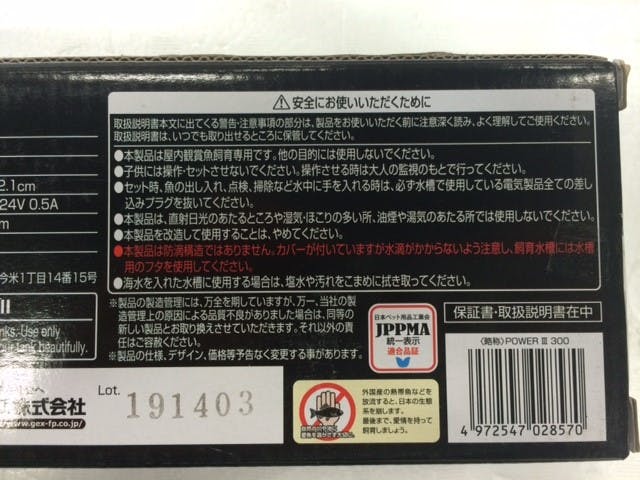 ⚠安全にお使いいただくために
取扱説明書本文に出てくる警告・注意事項の部分は、製品をお使いいただく前に注意深く読み、よく理解してご使用ください。
取扱説明書は、いつでも取り出せるところに保管してください。
●本製品は屋内観賞魚飼育専用です。他の目的には使用しないでください。
●子供には操作・セットさせないでください。操作させる時は大人の監視のもとで行ってください。
●セット時、魚の出し入れ、点検、掃除など水中に手を入れる時は、必ず水槽で使用している電気製品全ての差し
込みプラグを抜いてください。
●本製品は、直射日光のあたるところや湿気・ほこりの多い所、油煙や湯気のあたる所では使用しないでください。
●本製品を改造して使用することは、やめてください。
●本製品は防滴構造ではありません。カバーが付いていますが水滴がかからないよう注意し、飼育水槽には水槽
用のフタを使用してください。
●海水を入れた水槽に使用する場合は、塩水や汚れをこまめに拭き取ってください。
※製品の製造管理には、万全を期していますが、万一、当社の製
造管理上の原因による品質不良がありました場合は、同等の
新しい製品とお取り換えさせていただきます。それ以外の責
任はご容赦ください。
※製品の仕様、デザイン、価格等予告なく変更する事があります。
2.1cm
24V 0.5A
m
今米1丁目14番15号
II
nks. Use only
our tank beautifully.
へ
株式会社
www.gex-fp.co.jp/
Lot.
191403
日本ペット用品工業会
JPPMA
統一表示
適合品証
自然の川や池に
愛魚を逃がさず大切に
外国産の熱帯魚などを
放流すると、日本の生態
系を崩します。
最後まで、愛情を持って
飼育しましょう。
保証書・取扱説明書在中
〈略称〉POWER Ⅲ 300
4 972547 028570